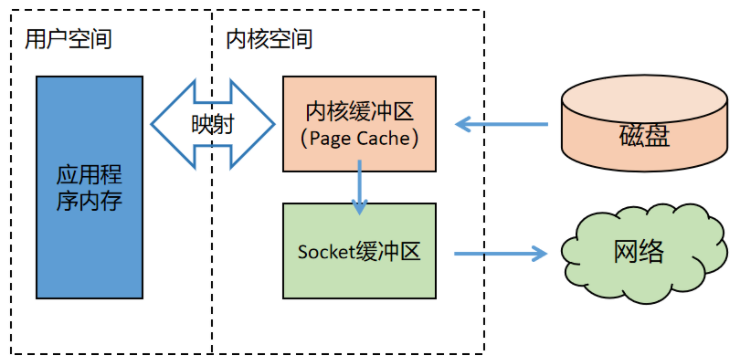 用户空间
内核空间
应用程
序内存
映射
内核缓冲区
（Page Cache）
磁盘
Socket缓冲区
网络